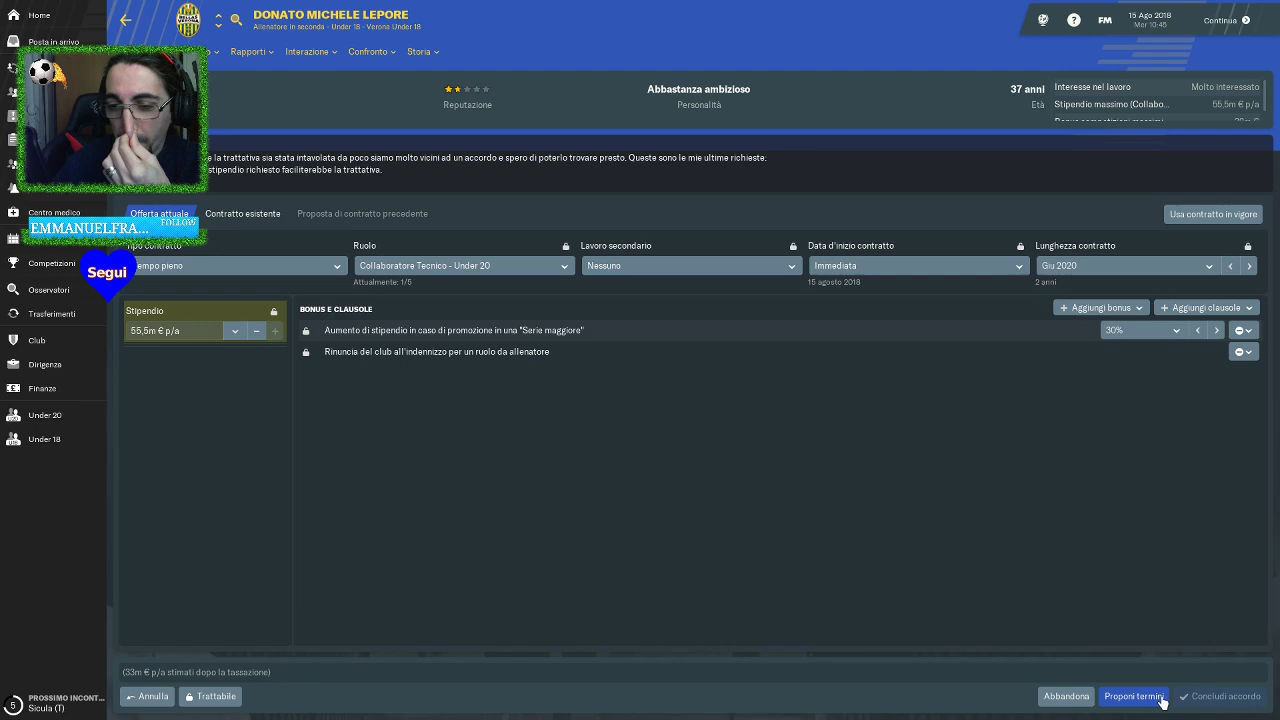 Home
DONATO MICHELE LEPORE
Allenatore in seconda - Under 18 - Verona Under 18
FM
15 Ago 2018
Mer 10:45
Continua
Posta in arrivo
Rapporti
Interazione
Confronto
Storia
Reputazione
Abbastanza ambizioso
Personalità
37 anni
Età
Interesse nel lavoro Molto interessato
Stipendio massimo (Collabo... 55,5m € p/a
la trattativa sia stata intavolata da poco siamo molto vicini ad un accordo e spero di poterlo trovare presto. Queste sono le mie ultime richieste:
stipendio richiesto faciliterebbe la trattativa.
Centro medico
Offerta attuale
Contratto esistente
Proposta di contratto precedente
Usa contratto in vigore
EMMANUELFRA...
FOLLOW
Segui
Tipo contratto
Tempo pieno
Ruolo
Collaboratore Tecnico - Under 20
Attualmente: 1/5
Lavoro secondario
Nessuno
Data d'inizio contratto
Immediata
15 agosto 2018
Lunghezza contratto
Giu 2020
2 anni
Competizioni
Osservatori
Trasferimenti
Club
Dirigenza
Finanze
Under 20
Under 18
Stipendio
55,5m € p/a
BONUS E CLAUSOLE
Aggiungi bonus
Aggiungi clausole
Aumento di stipendio in caso di promozione in una "Serie maggiore"
30%
Rinuncia del club all'indennizzo per un ruolo da allenatore
(33m € p/a stimati dopo la tassazione)
Annulla
Trattabile
Abbandona
Proponi termini
Concludi accordo
5
PROSSIMO INCONT...
Sicula (T)